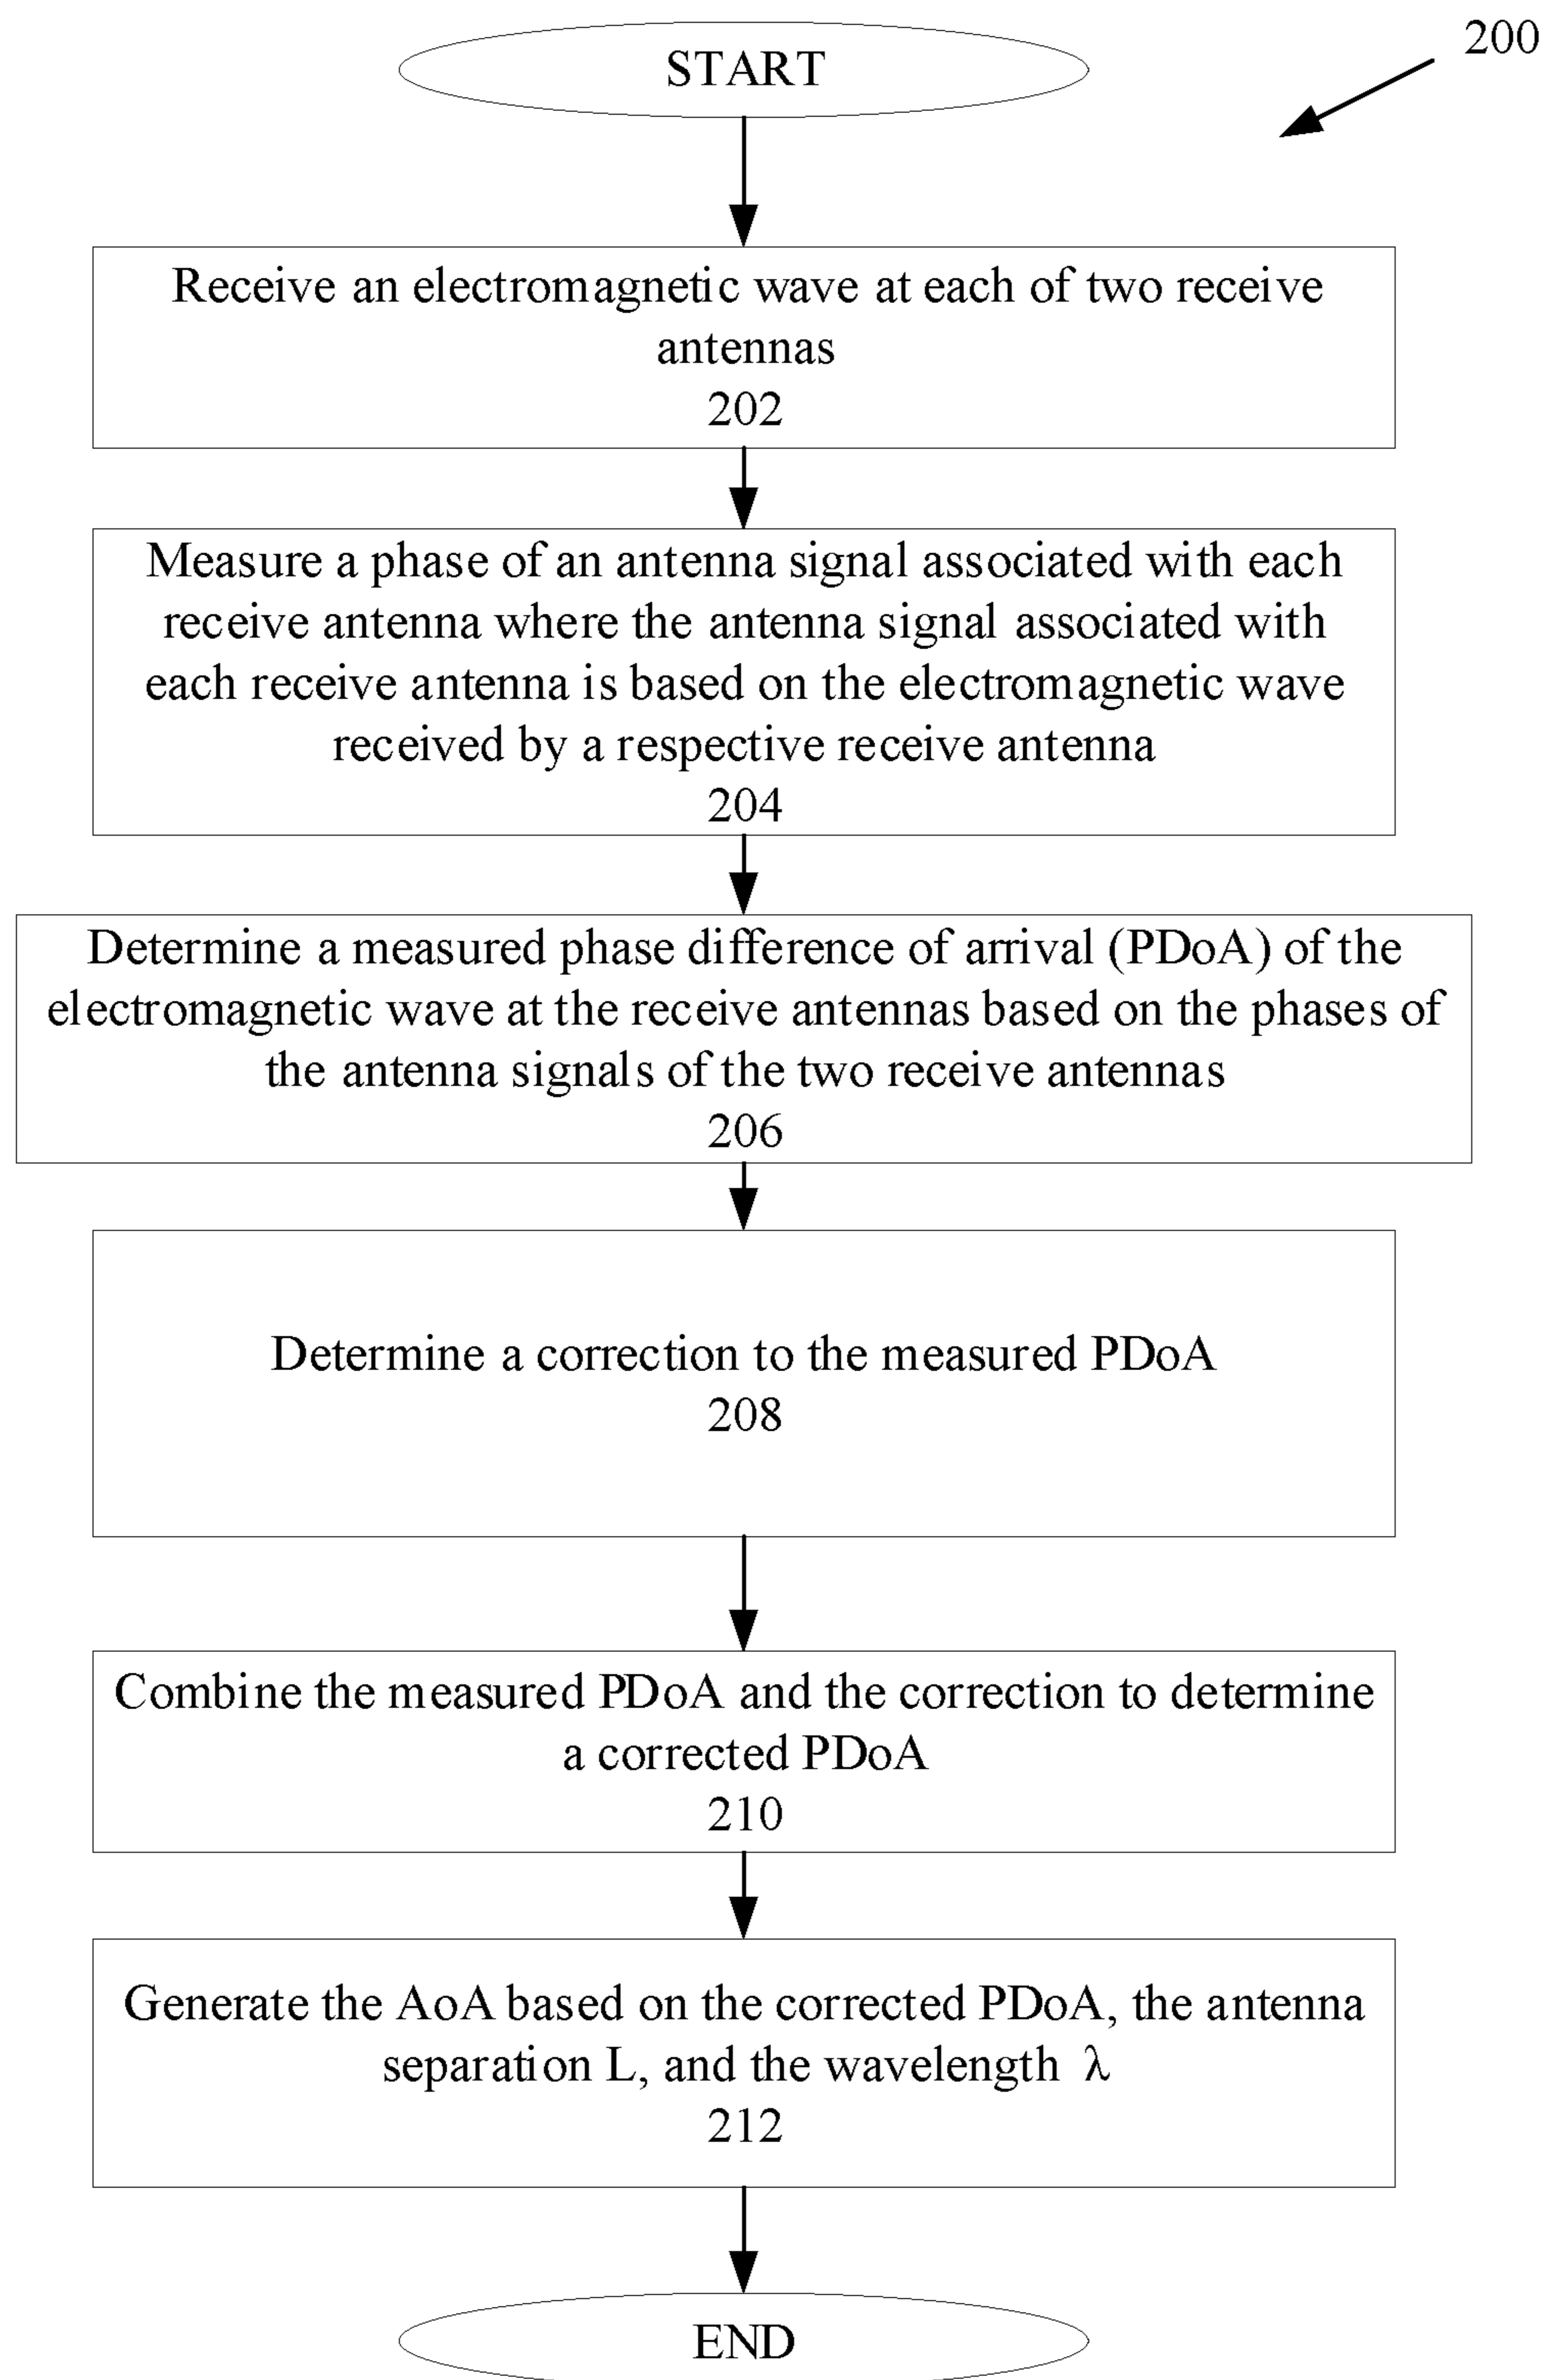 START
200
Receive an electromagnetic wave at each of two receive
antennas
202
Measure a phase of an antenna signal associated with each
receive antenna where the antenna signal associated with
each receive antenna is based on the electromagnetic wave
received by a respective receive antenna
204
Determine a measured phase difference of arrival (PDoA) of the
electromagnetic wave at the receive antennas based on the phases of
the antenna signals of the two receive antennas
206
Determine a correction to the measured PDoA
208
Combine the measured PDoA and the correction to determine
a corrected PDoA
210
Generate the AoA based on the corrected PDoA, the antenna
separation L, and the wavelength λ
212
END